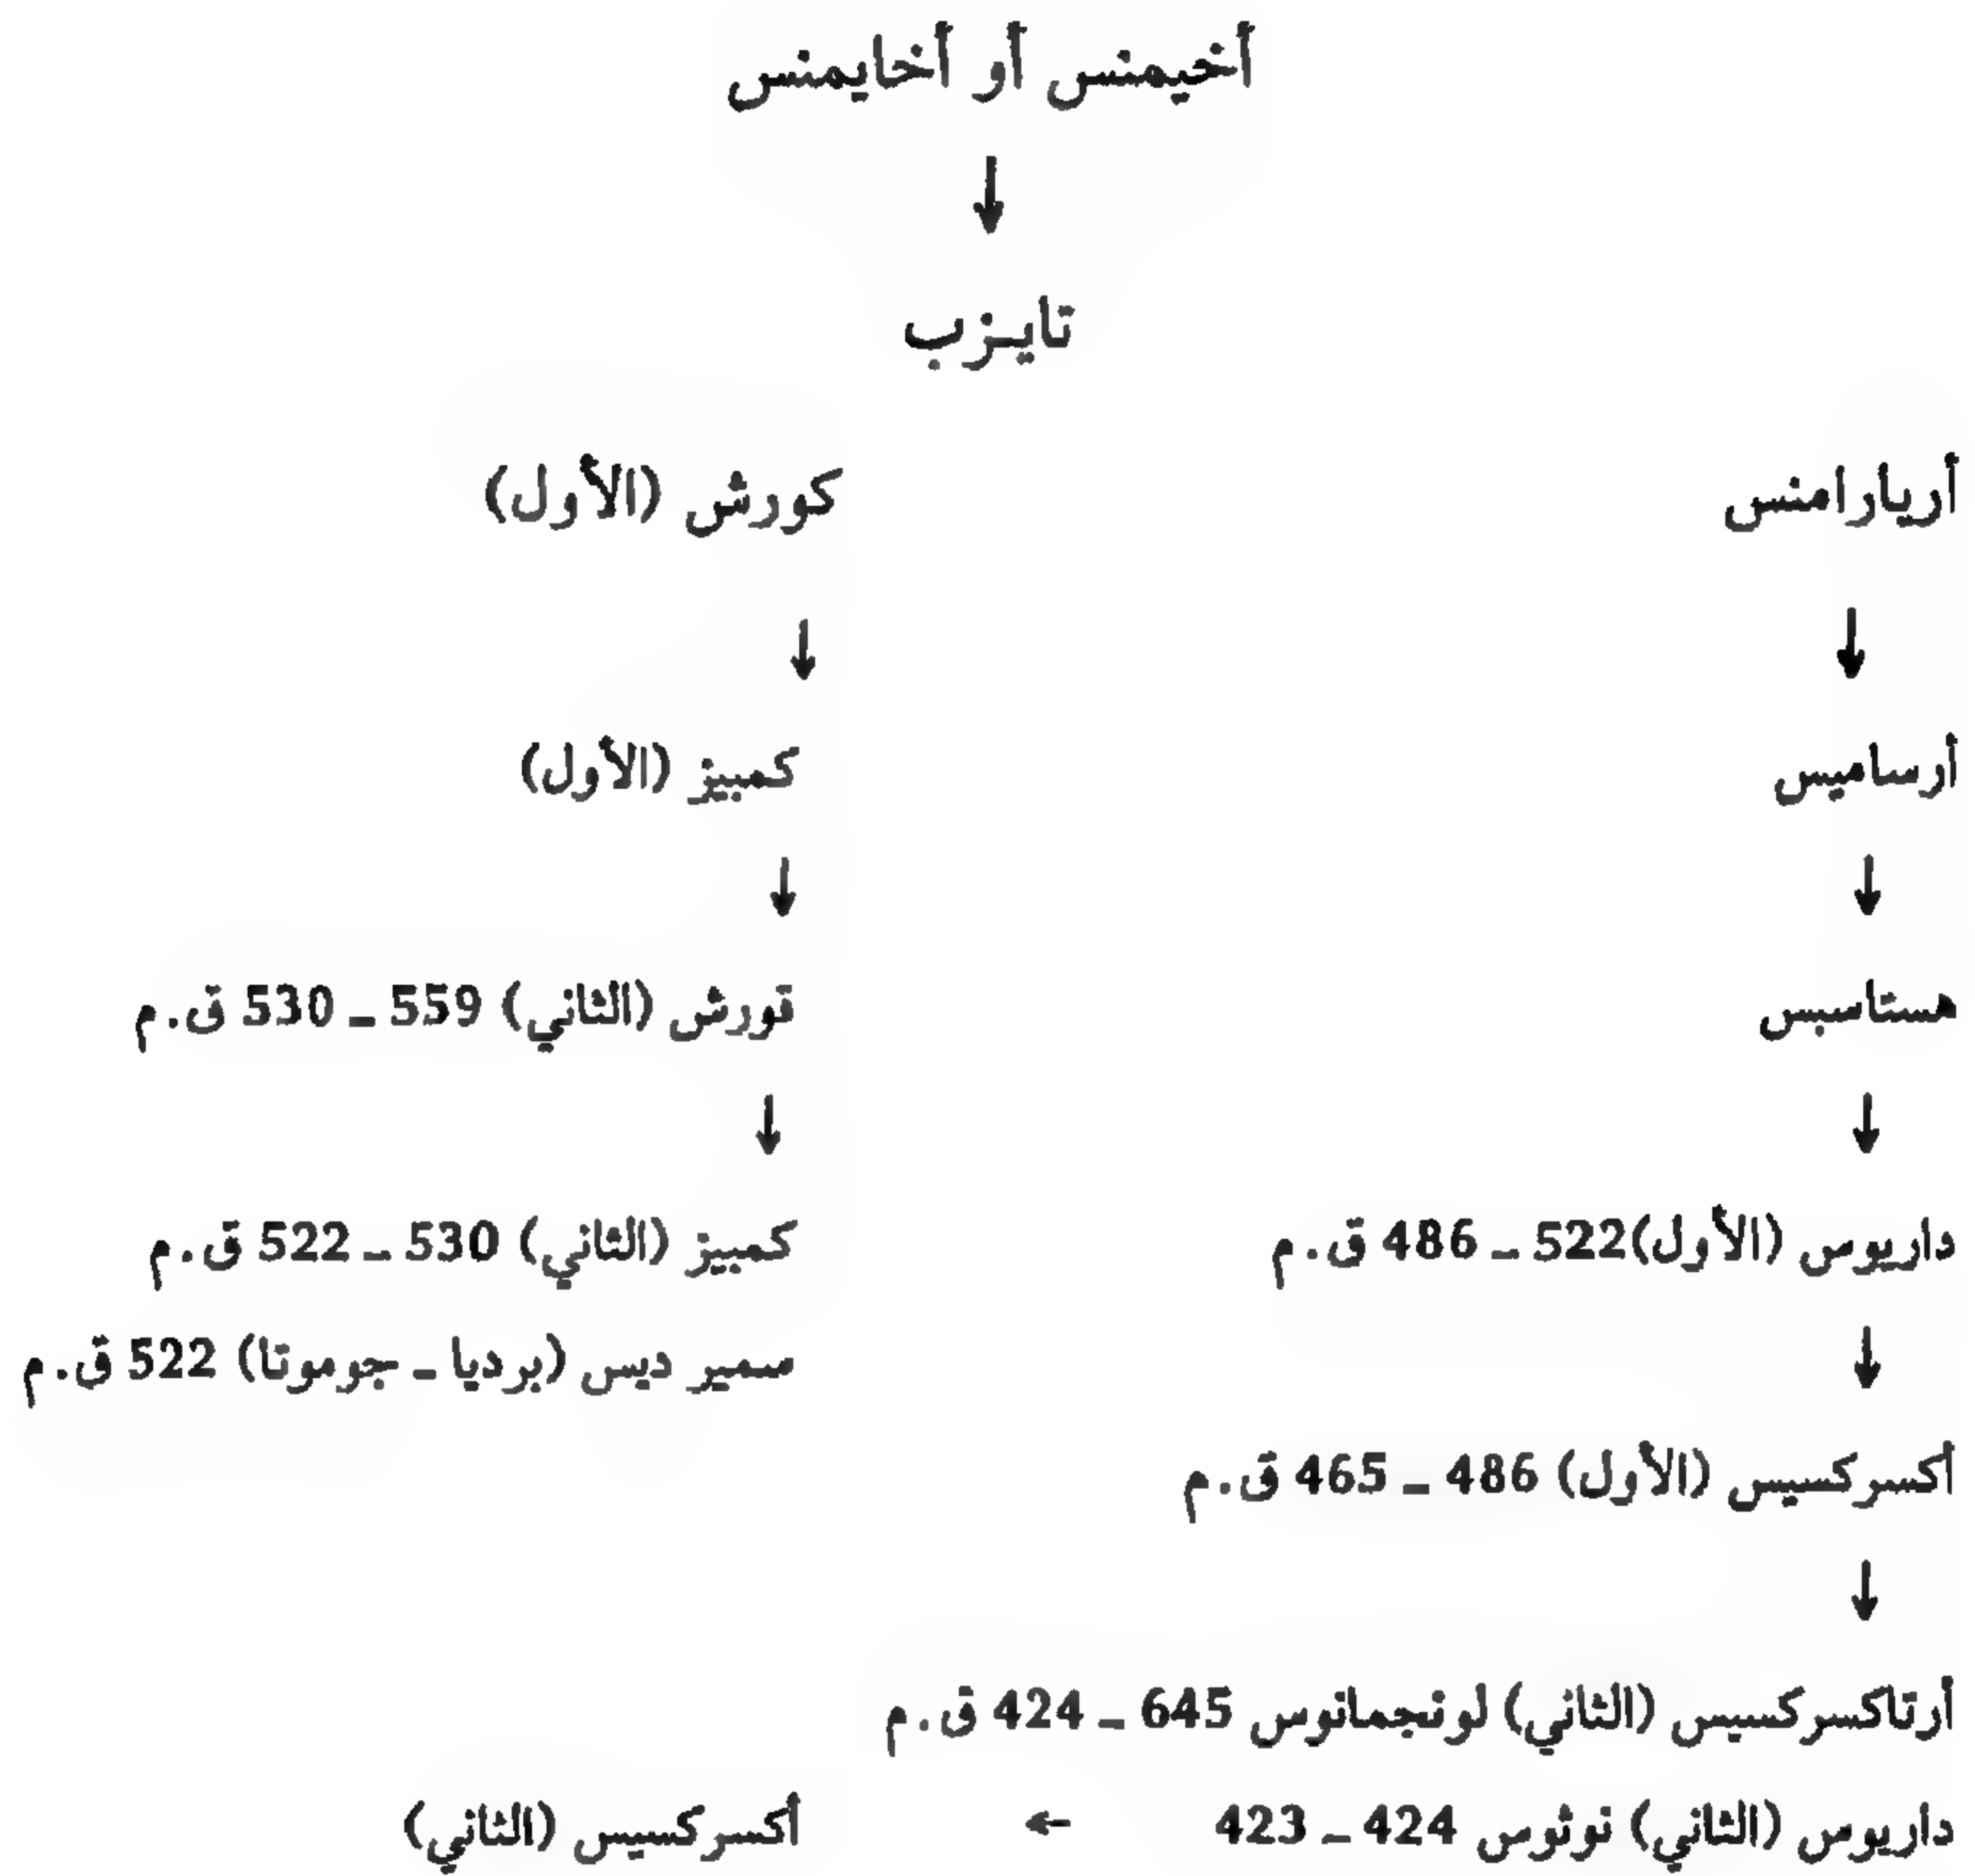 أخيمنس أو أخايمنس
↓
تايـزب
أريارامنس كورش (الأول)
↓ ↓
أرساميس كمبيز (الأول)
↓ ↓
هستاسبس قورش (الثاني) 559 ـ 530 ق.م
↓ ↓
داريوس (الأول)522 ـ 486 ق.م كمبيز (الثاني) 530 ـ 522 ق.م
↓ سمير ديس (برديا ـ جوموتا) 522 ق.م
أكسركسيس (الأول) 486 ـ 465 ق.م
↓
أرتاكسركسيس (الثاني) لونجمانوس 645 ـ 424 ق.م
داريوس (الثاني) نوثوس 424 ـ 423 ← أكسركسيس (الثاني)